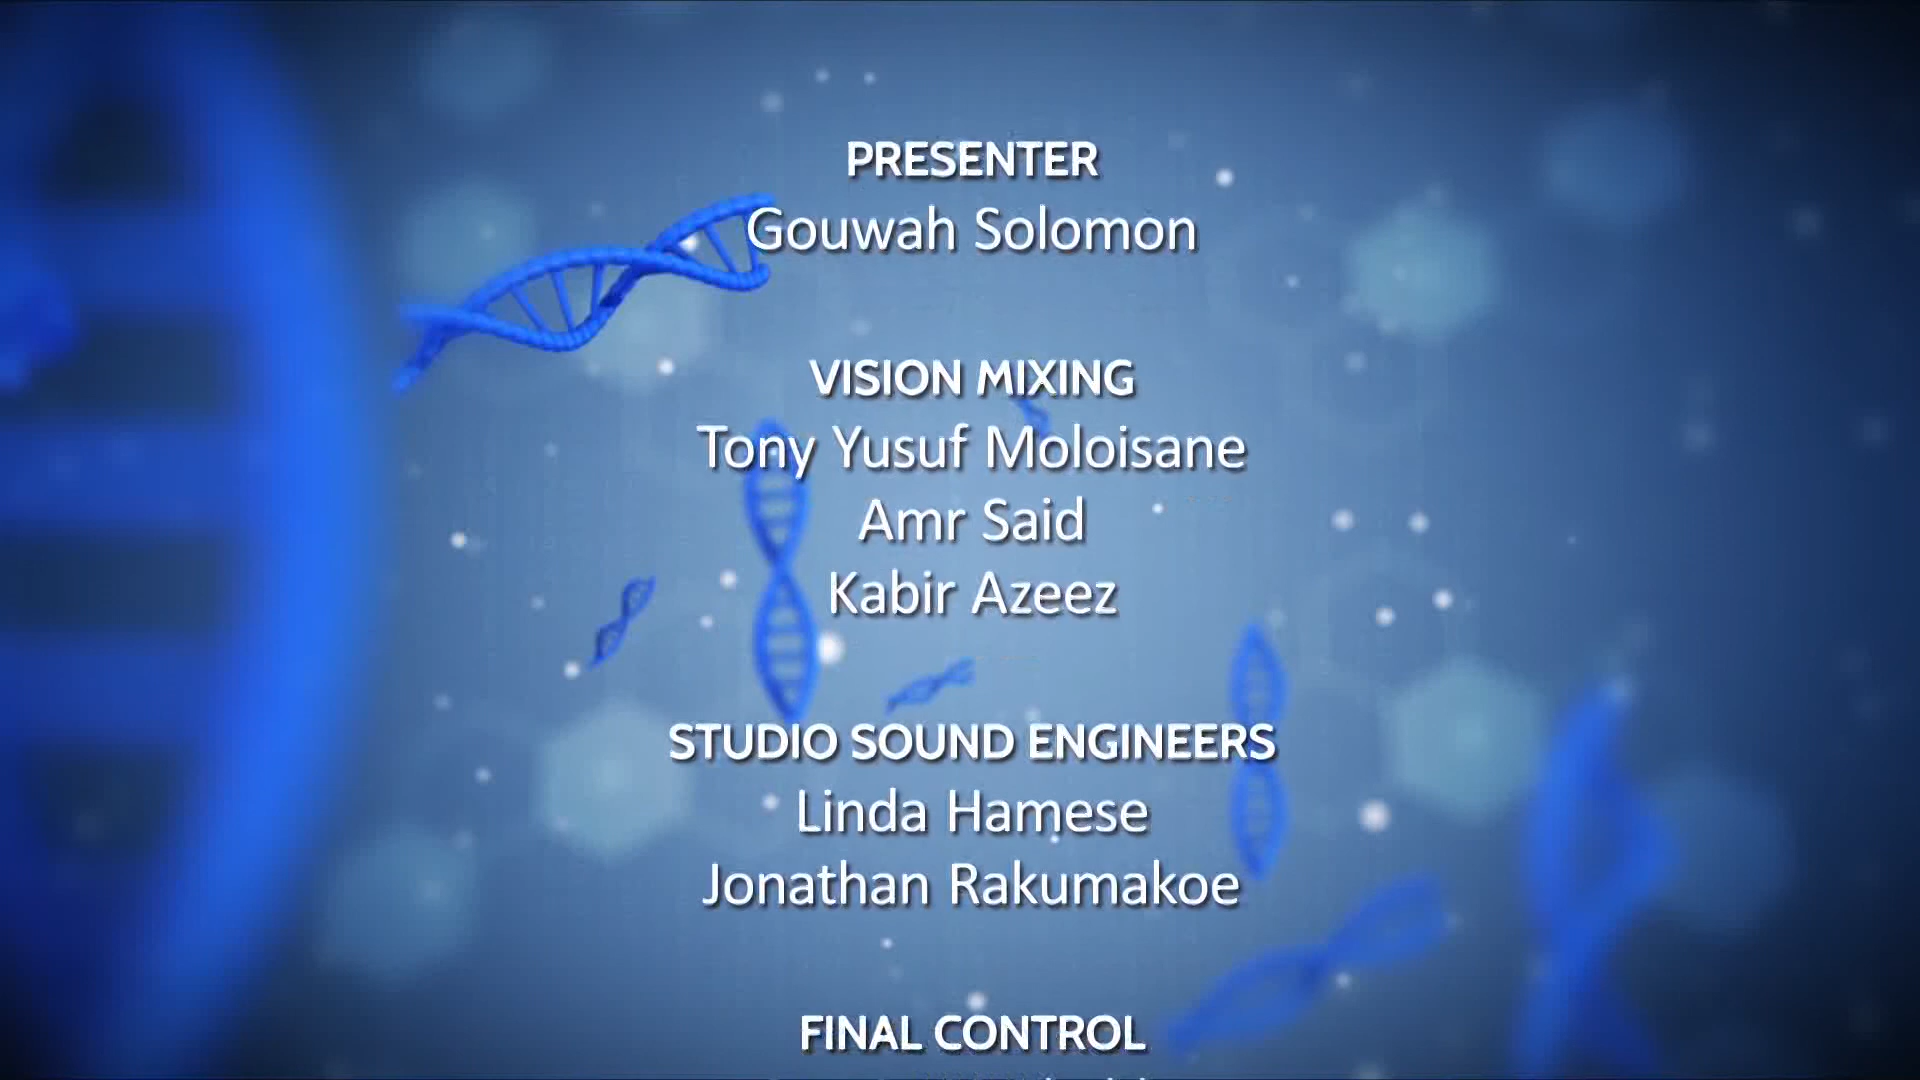 PRESENTER
Gouwah Solomon
VISION MIXING
Tony Yusuf Moloisane
Amr Said
Kabir Azeez
STUDIO SOUND ENGINEERS
Linda Hamese
Jonathan Rakumakoe
FINAL CONTROL